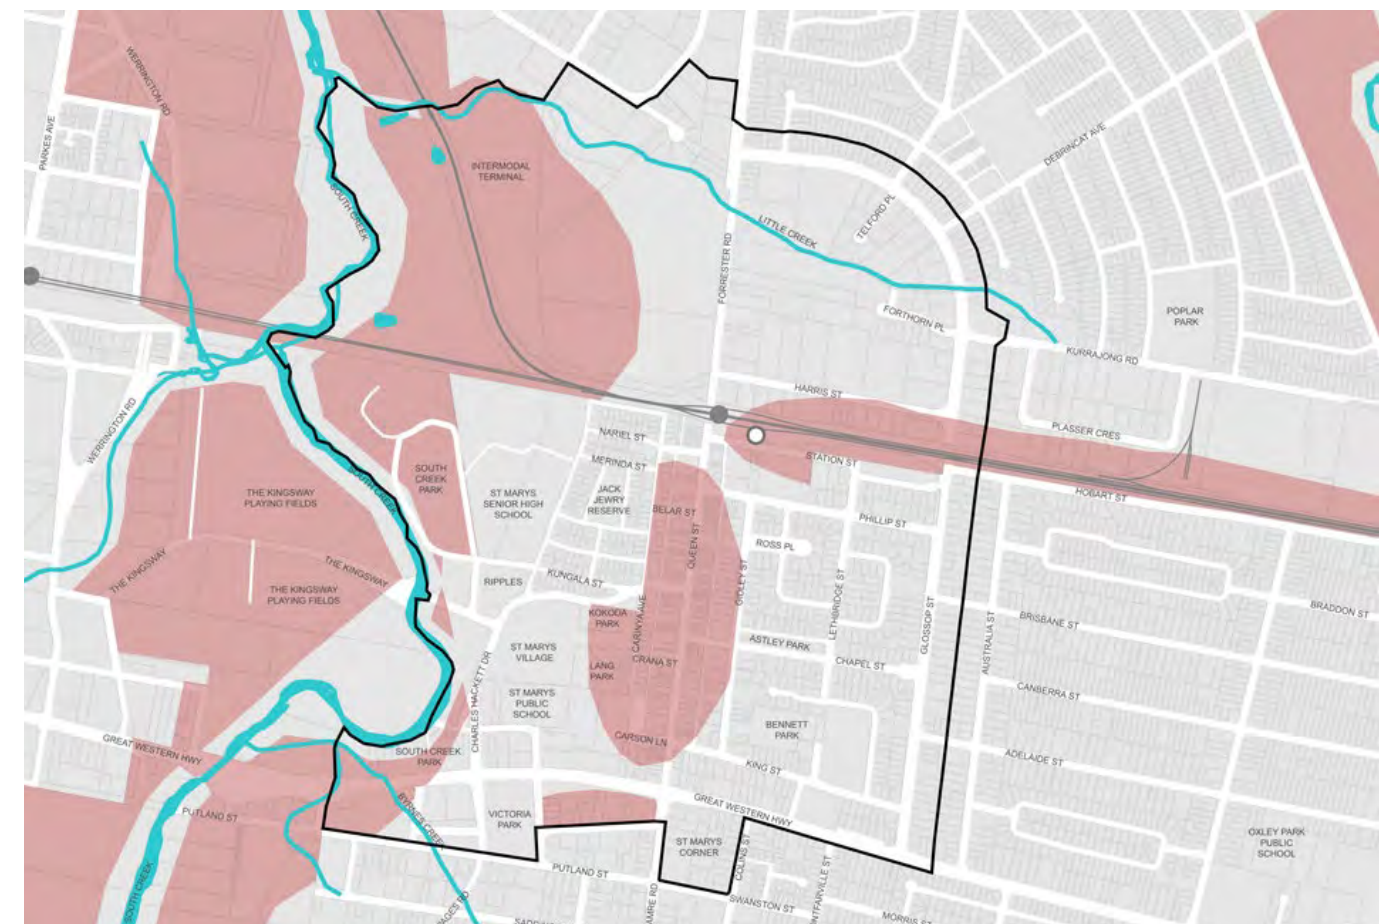 WERRINGTON RD
PARKES AVE
DEBRINCAT AVE
INTERMODAL
TERMINAL
SOUTH CREEK
TELFORD PL
LITTLE CREEK
FORRESTER RD
FORTHORN PL
POPLAR
PARK
KURRAJONG RD
HARRIS ST
PLASSER CRES
WERRINGTON RD
NARIEL ST
MERINDA ST
STATION ST
SOUTH
CREEK
PARK
SOUTH CREEK
THE KINGSWAY
PLAYING FIELDS
ST MARYS
SENIOR HIGH
SCHOOL
JACK
JEWRY
RESERVE
BELAR ST
QUEEN ST
PHILLIP ST
HOBART ST
ROSS PL
THE KINGSWAY
THE KINGSWAY
THE KINGSWAY
PLAYING FIELDS
RIPPLES
KUNGALA ST
GIDLEY ST
LETHBRIDGE ST
GLOSSOP ST
AUSTRALIA ST
BRADDON ST
BRISBANE ST
KOKODA
PARK
CARINYA AVE
ASTLEY PARK
CHAPEL ST
ST MARYS
VILLAGE
CRANA ST
LANG
PARK
CANBERRA ST
CHARLES HACKETT DR
ST MARYS
PUBLIC
SCHOOL
BENNETT
PARK
CARSON LN
GREAT WESTERN HWY
SOUTH CREEK
PARK
KING ST
ADELAIDE ST
PUTLAND ST
BYRNES CREEK
VICTORIA
PARK
GREAT WESTERN HWY
ST MARYS
CORNER
COLINS ST
OXLEY PARK
PUBLIC
SCHOOL
PUTLAND ST
SOUTH CREEK
SWANSTON ST
MORRIS ST